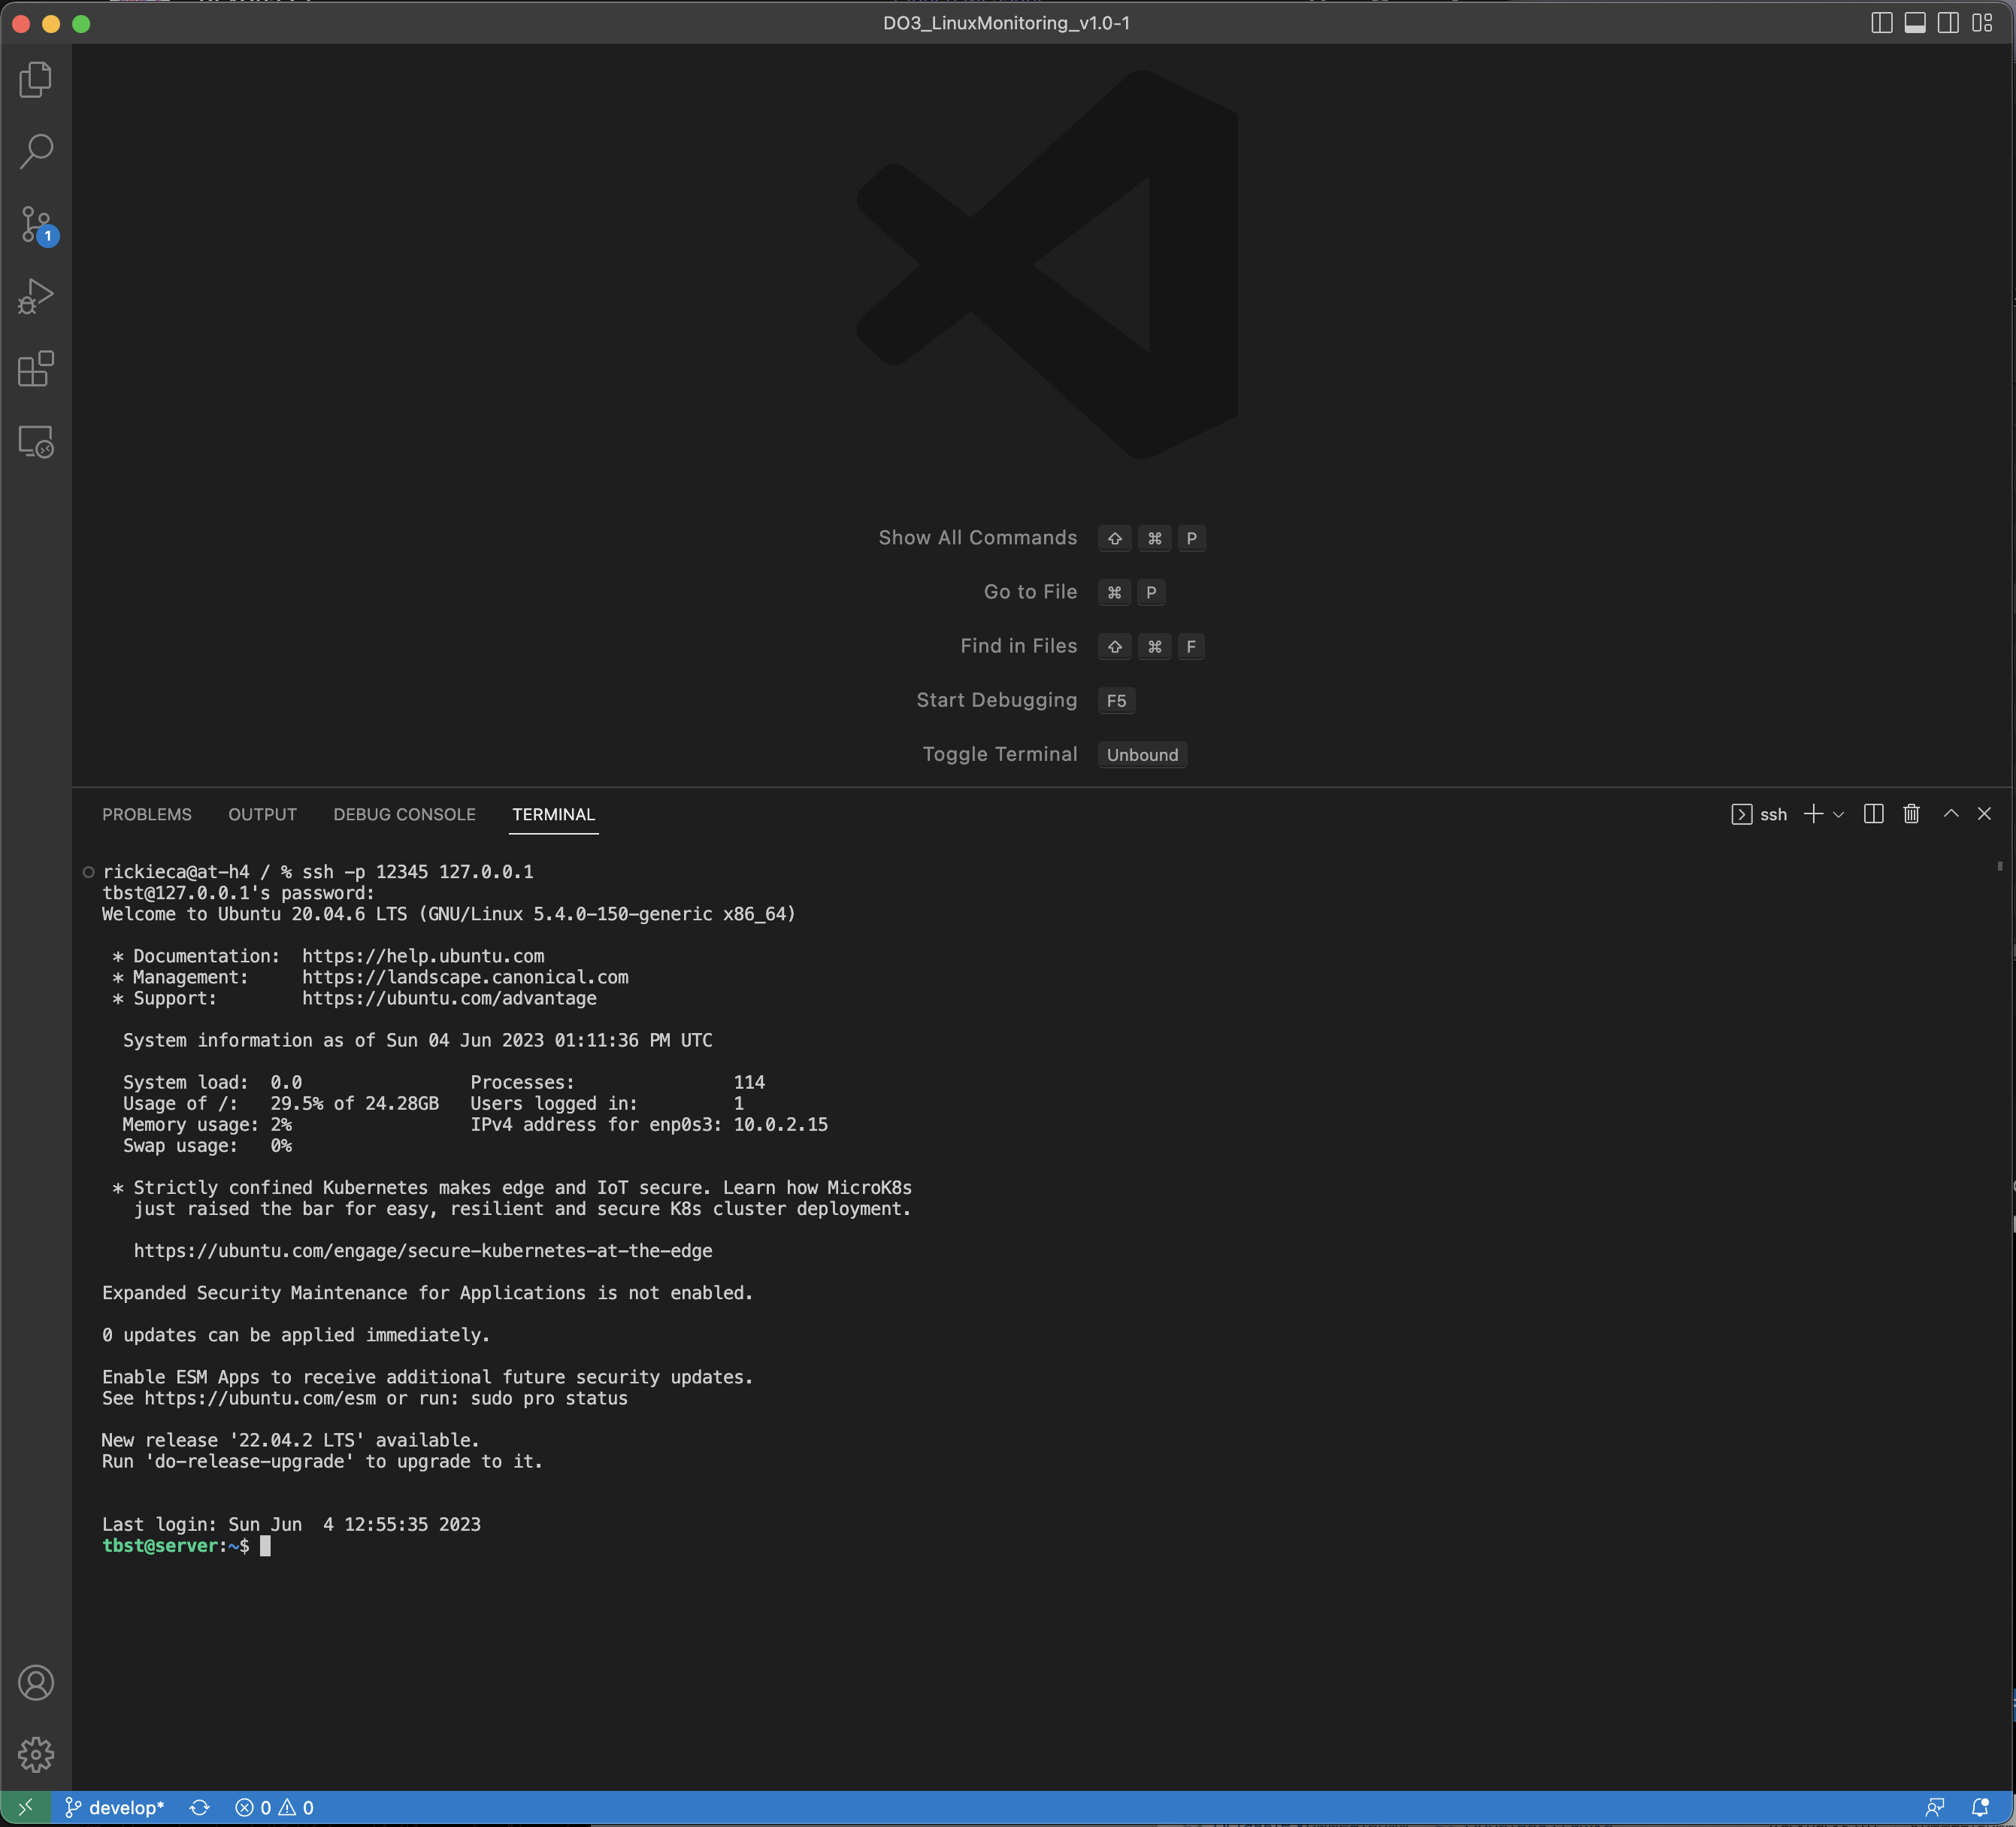 DO3_LinuxMonitoring_v1.0-1
1
Show All Commands ⇧ ⌘ P
Go to File ⌘ P
Find in Files ⇧ ⌘ F
Start Debugging F5
Toggle Terminal Unbound
PROBLEMS OUTPUT DEBUG CONSOLE TERMINAL ssh
rickieca@at-h4 / % ssh -p 12345 127.0.0.1
tbst@127.0.0.1's password:
Welcome to Ubuntu 20.04.6 LTS (GNU/Linux 5.4.0-150-generic x86_64)
* Documentation: https://help.ubuntu.com
* Management: https://landscape.canonical.com
* Support: https://ubuntu.com/advantage
System information as of Sun 04 Jun 2023 01:11:36 PM UTC
System load: 0.0 Processes: 114
Usage of /: 29.5% of 24.28GB Users logged in: 1
Memory usage: 2% IPv4 address for enp0s3: 10.0.2.15
Swap usage: 0%
* Strictly confined Kubernetes makes edge and IoT secure. Learn how MicroK8s
just raised the bar for easy, resilient and secure K8s cluster deployment.
https://ubuntu.com/engage/secure-kubernetes-at-the-edge
Expanded Security Maintenance for Applications is not enabled.
0 updates can be applied immediately.
Enable ESM Apps to receive additional future security updates.
See https://ubuntu.com/esm or run: sudo pro status
New release '22.04.2 LTS' available.
Run 'do-release-upgrade' to upgrade to it.
Last login: Sun Jun 4 12:55:35 2023
tbst@server:~$
develop* 0 0